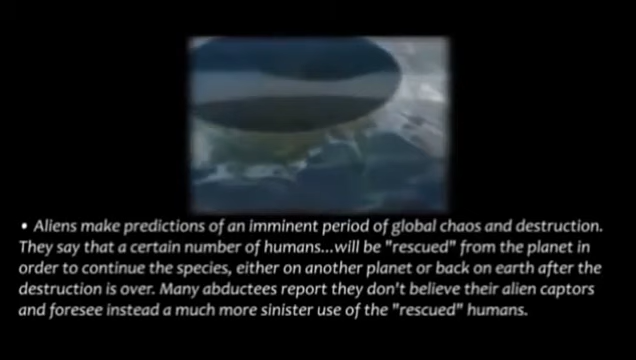 • Aliens make predictions of an imminent period of global chaos and destruction.
They say that a certain number of humans...will be "rescued" from the planet in
order to continue the species, either on another planet or back on earth after the
destruction is over. Many abductees report they don't believe their alien captors
and foresee instead a much more sinister use of the "rescued" humans.